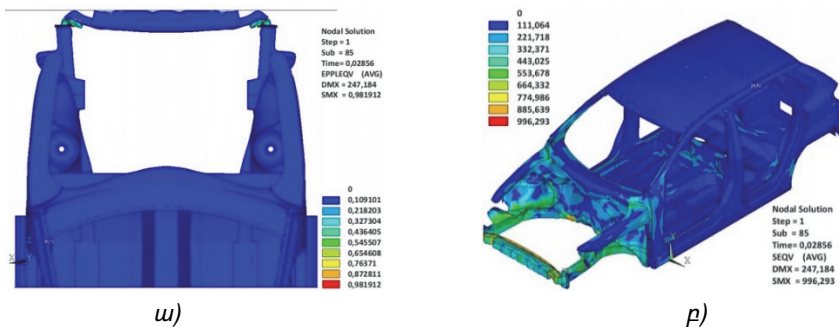 Nodal Solution
Step = 1
Sub = 85
Time= 0,02856
EPPLEQV (AVG)
DMX = 247,184
SMX = 0,981912
0
0,109101
0,218203
0,327304
0,436405
0,545507
0,654608
0,76371
0,872811
0,981912
X
Y
MN
ա)
0
111,064
221,718
332,371
443,025
553,678
664,332
774,986
885,639
996,293
MN
Nodal Solution
Step = 1
Sub = 85
Time= 0,02856
SEQV (AVG)
DMX = 247,184
SMX = 996,293
Y
X
բ)